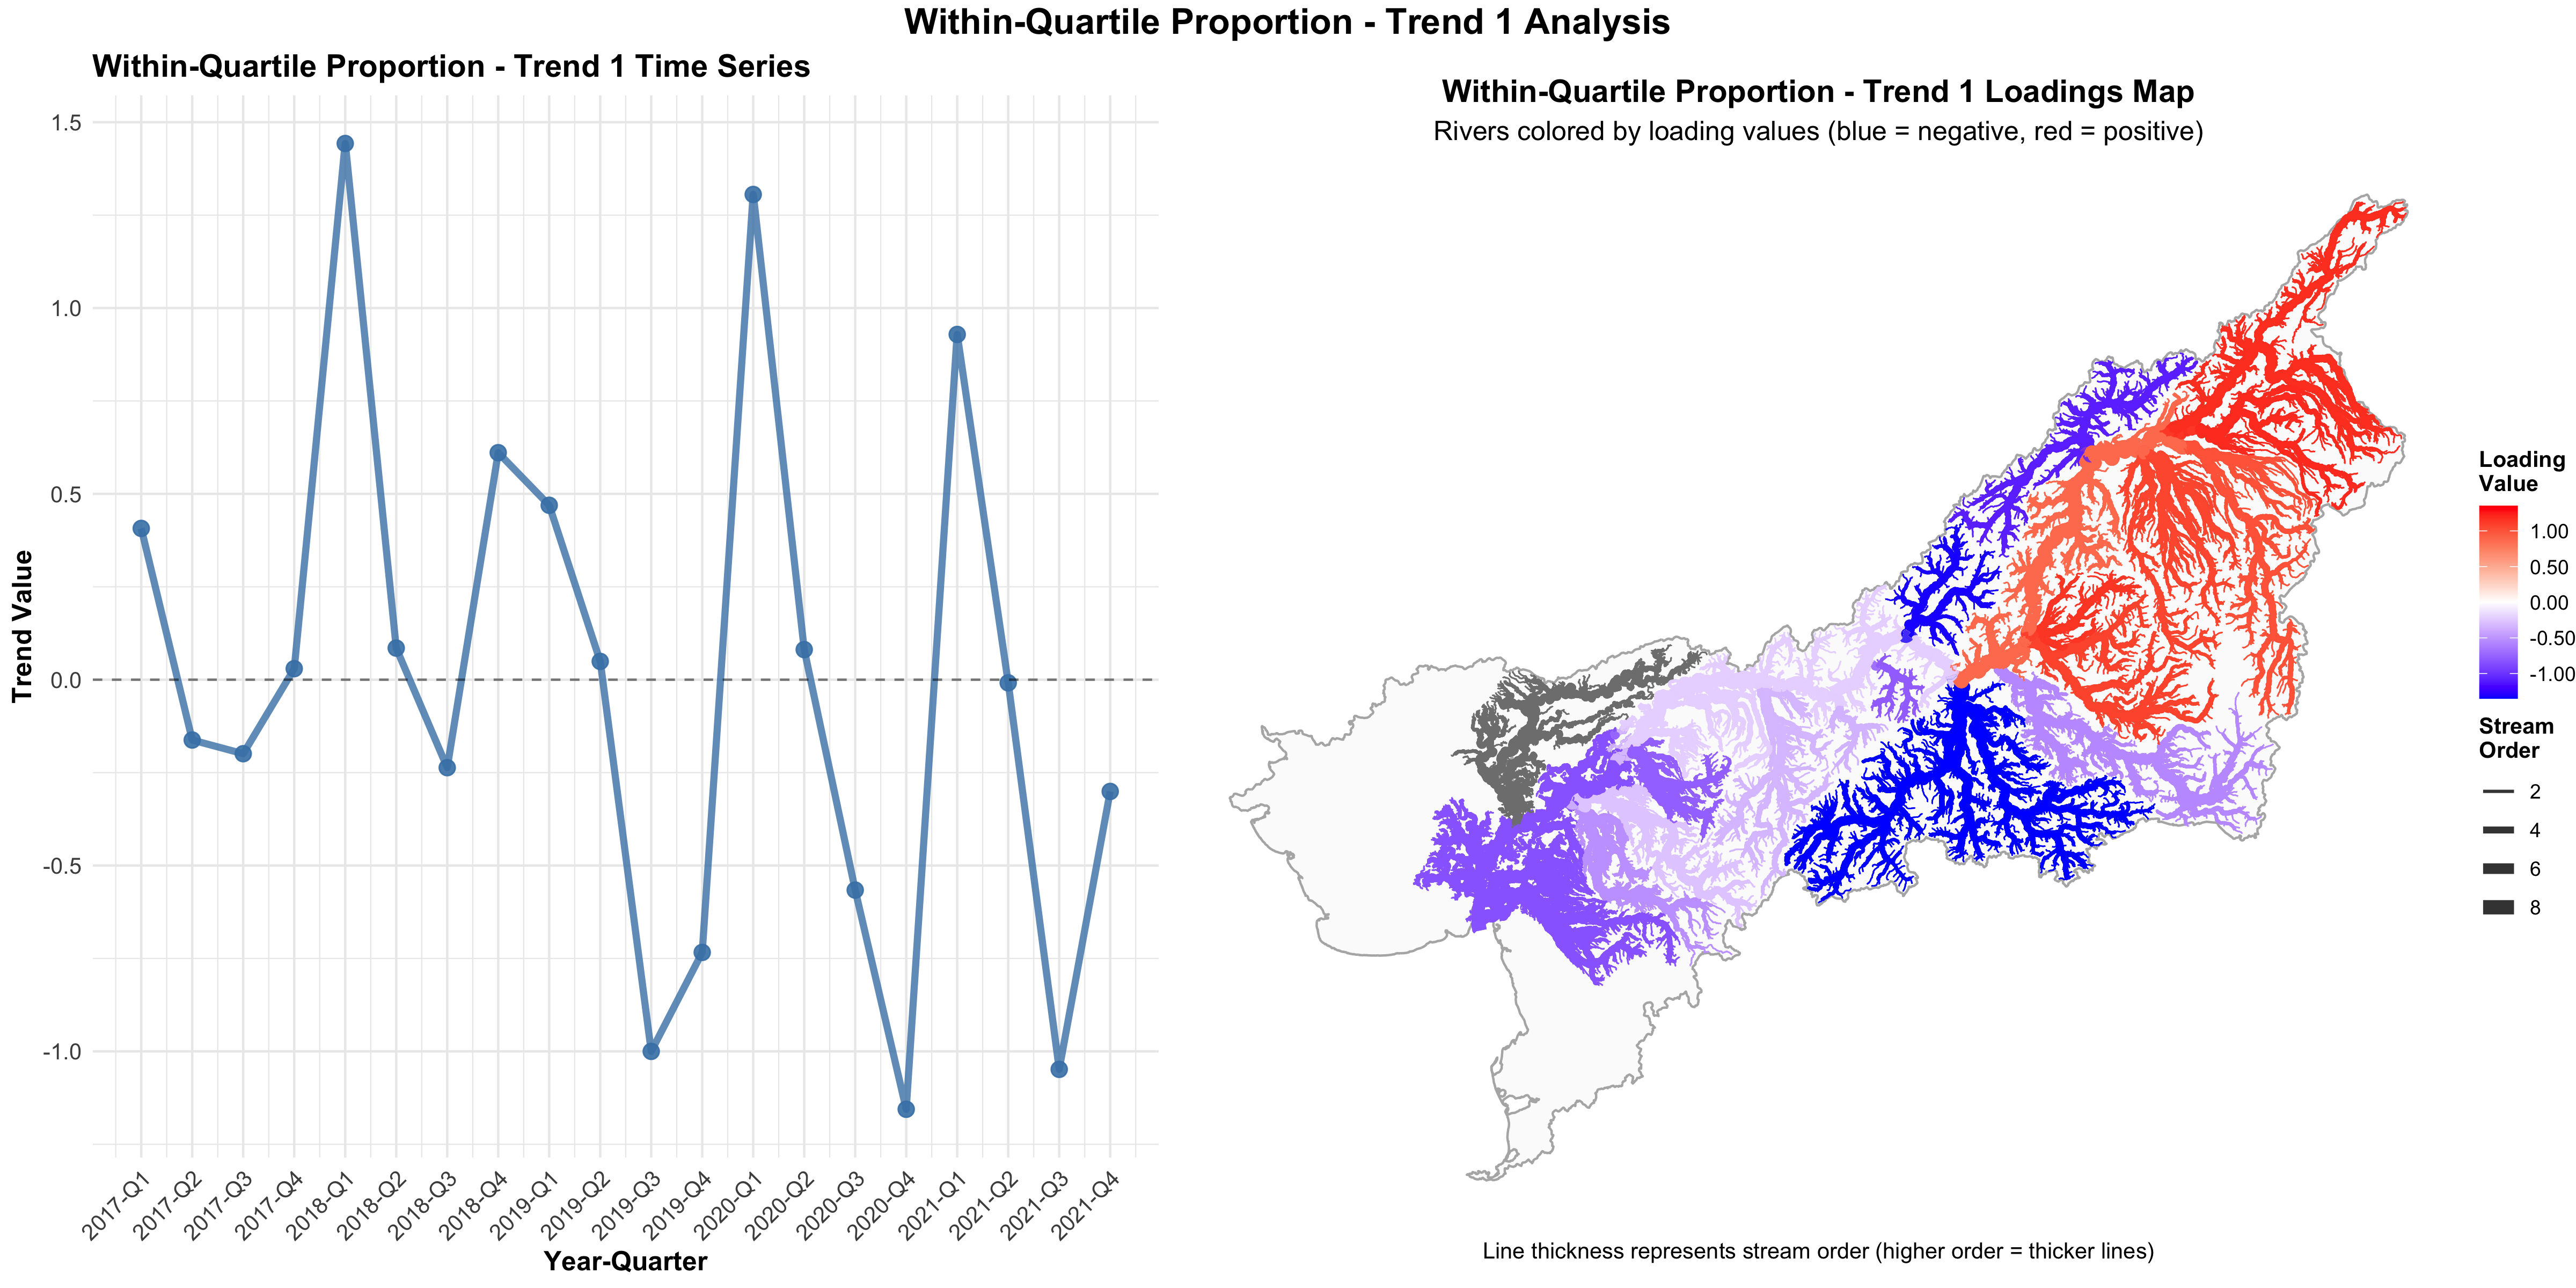 Within-Quartile Proportion - Trend 1 Analysis
Within-Quartile Proportion - Trend 1 Time Series
1.5
1.0
0.5
0.0
-0.5
-1.0
Trend Value
2017-Q1
2017-Q2
2017-Q3
2017-Q4
2018-Q1
2018-Q2
2018-Q3
2018-Q4
2019-Q1
2019-Q2
2019-Q3
2019-Q4
2020-Q1
2020-Q2
2020-Q3
2020-Q4
2021-Q1
2021-Q2
2021-Q3
2021-Q4
Year-Quarter
Within-Quartile Proportion - Trend 1 Loadings Map
Rivers colored by loading values (blue = negative, red = positive)
Loading
Value
1.00
0.50
0.00
-0.50
-1.00
Stream
Order
2
4
6
8
Line thickness represents stream order (higher order = thicker lines)